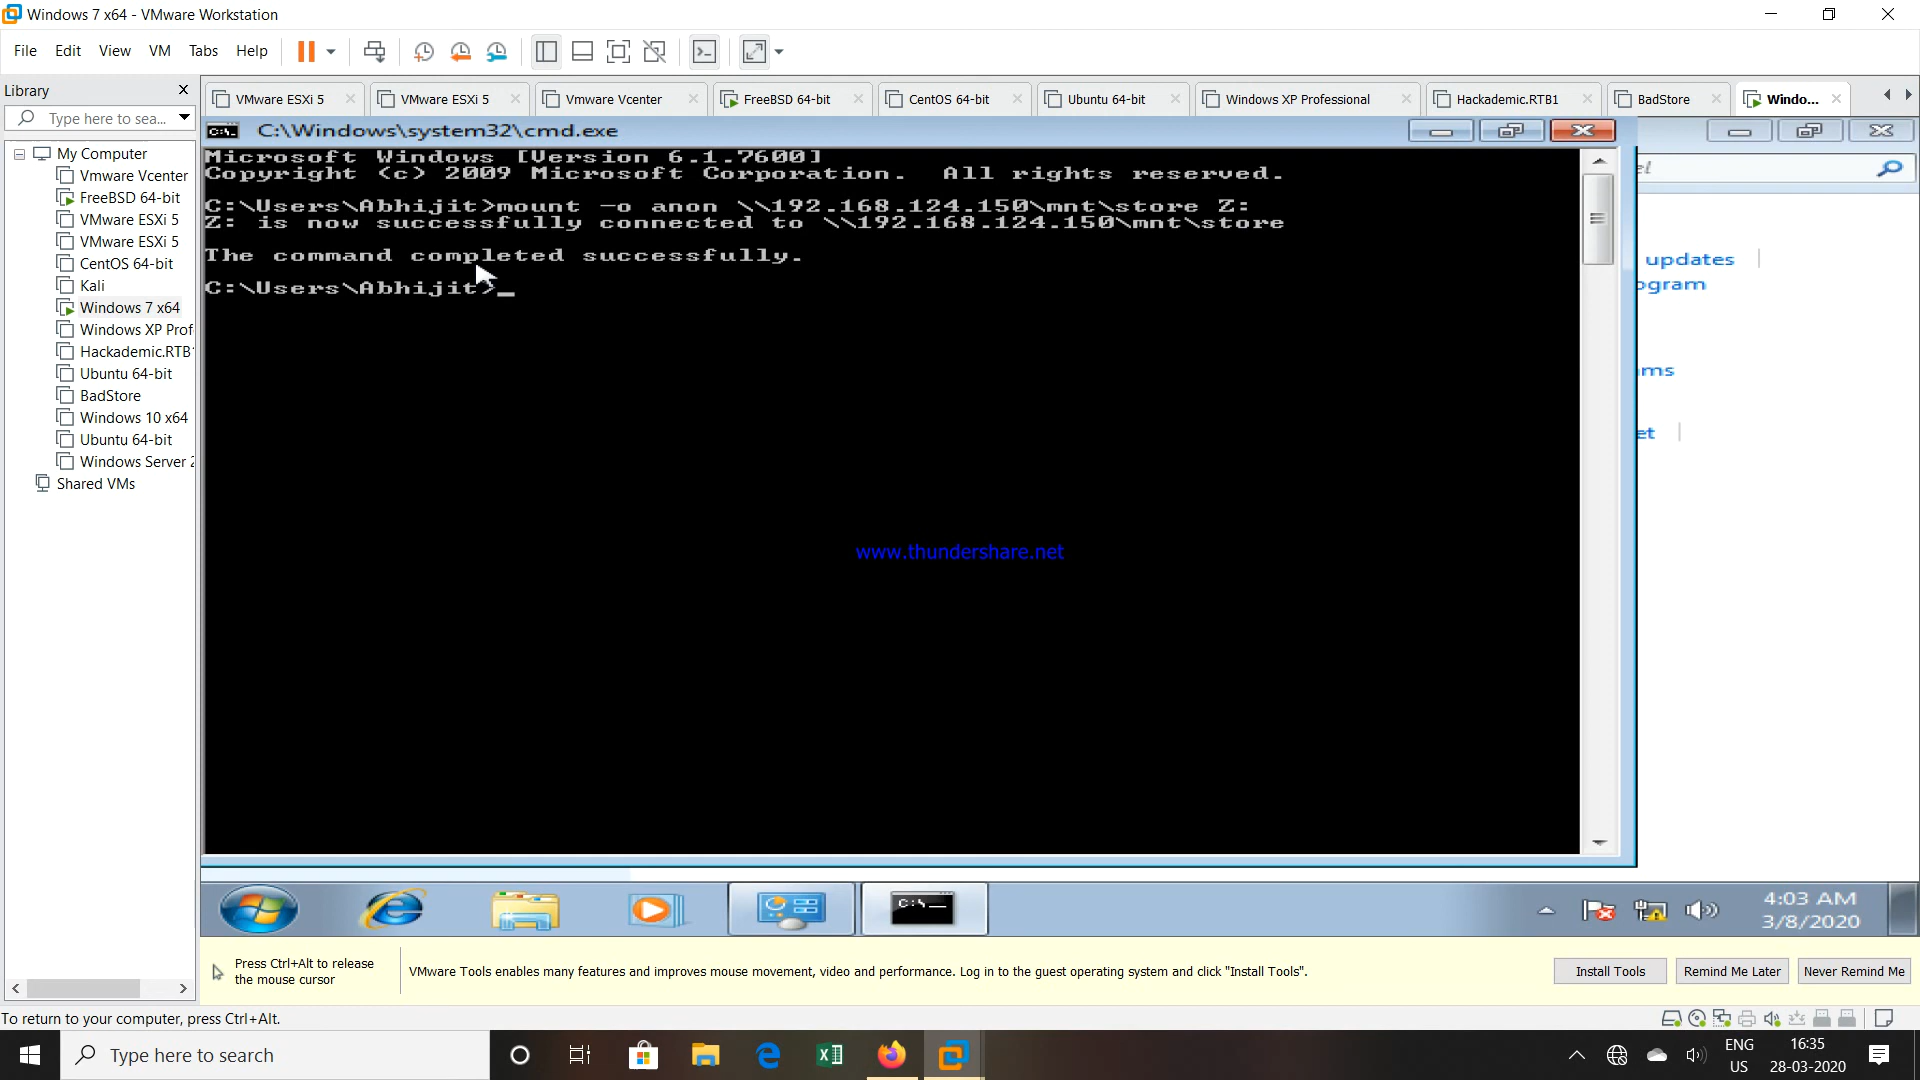 Windows 7 x64 - VMware Workstation
File Edit View VM Tabs Help
Library
Type here to sea...
My Computer
Vmware Vcenter
FreeBSD 64-bit
VMware ESXi 5
VMware ESXi 5
CentOS 64-bit
Kali
Windows 7 x64
Windows XP Prof
Hackademic.RTB1
Ubuntu 64-bit
BadStore
Windows 10 x64
Ubuntu 64-bit
Windows Server 2
Shared VMs
VMware ESXi 5 VMware ESXi 5 Vmware Vcenter FreeBSD 64-bit CentOS 64-bit Ubuntu 64-bit Windows XP Professional Hackademic.RTB1 BadStore Windo...
C:\Windows\system32\cmd.exe
Microsoft Windows [Version 6.1.7600]
Copyright (c) 2009 Microsoft Corporation. All rights reserved.
C:\Users\Abhijit>mount -o anon \\192.168.124.150\mnt\store Z:
Z: is now successfully connected to \\192.168.124.150\mnt\store
The command completed successfully.
C:\Users\Abhijit>_
el
updates
ogram
ms
et
www.thundershare.net
C:\_
4:03 AM
3/8/2020
Press Ctrl+Alt to release
the mouse cursor
VMware Tools enables many features and improves mouse movement, video and performance. Log in to the guest operating system and click "Install Tools".
Install Tools Remind Me Later Never Remind Me
To return to your computer, press Ctrl+Alt.
Type here to search
ENG
US
16:35
28-03-2020